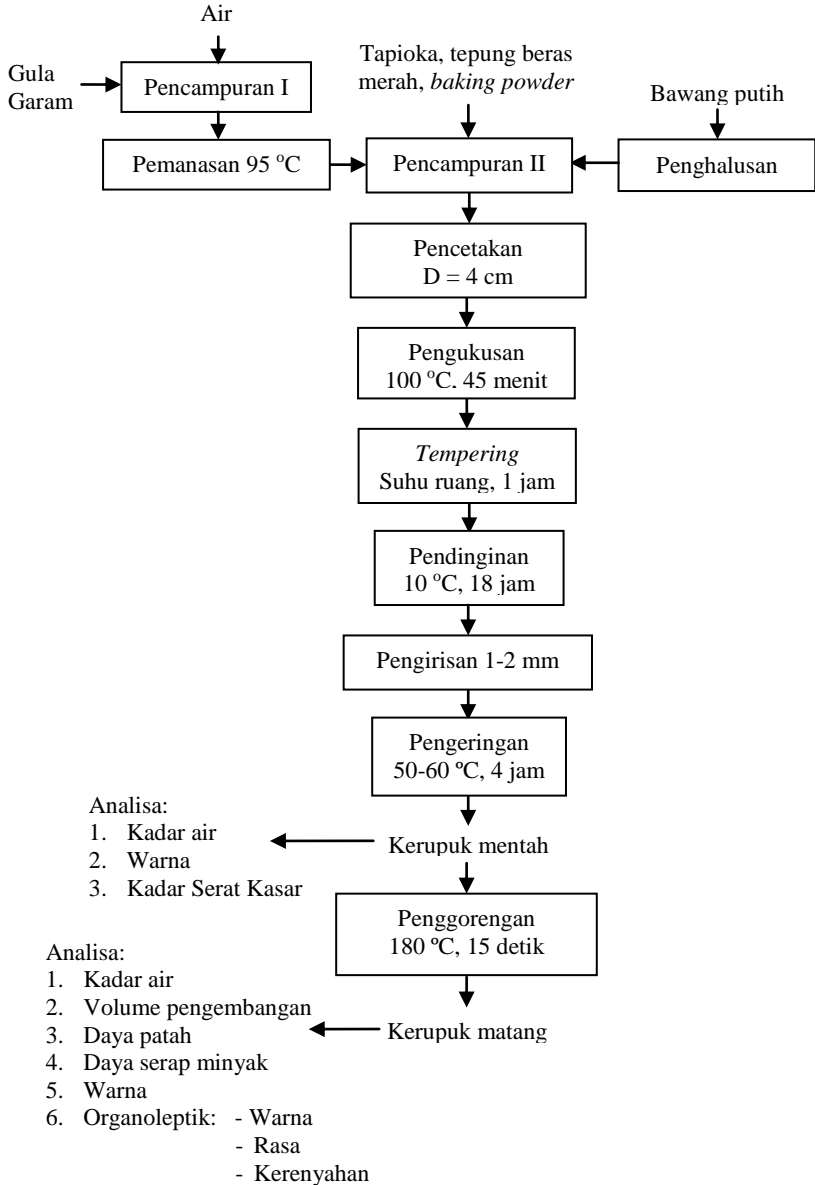 Air
Gula
Garam
Pencampuran I
Tapioka, tepung beras
merah, baking powder
Bawang putih
Pemanasan 95 °C
Pencampuran II
Penghalusan
Pencetakan
D = 4 cm
Pengukusan
100 °C, 45 menit
Tempering
Suhu ruang, 1 jam
Pendinginan
10 °C, 18 jam
Pengirisan 1-2 mm
Pengeringan
50-60 ºC, 4 jam
Analisa:
1. Kadar air
2. Warna
3. Kadar Serat Kasar
Kerupuk mentah
Penggorengan
180 ºC, 15 detik
Analisa:
1. Kadar air
2. Volume pengembangan
3. Daya patah
4. Daya serap minyak
5. Warna
6. Organoleptik: - Warna
- Rasa
- Kerenyahan
Kerupuk matang